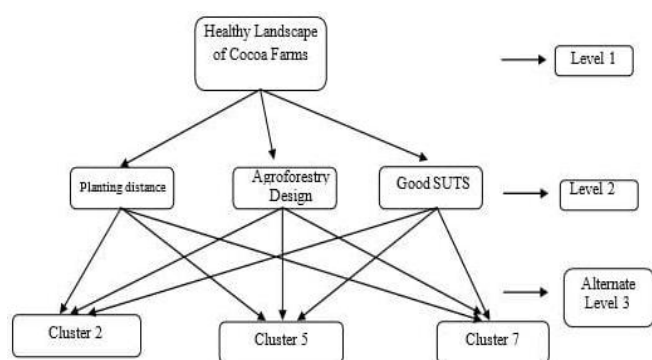 Healthy Landscape
of Cocoa Farms
Level 1
Planting distance
Agroforestry
Design
Good SUTS
Level 2
Alternate
Level 3
Cluster 2
Cluster 5
Cluster 7